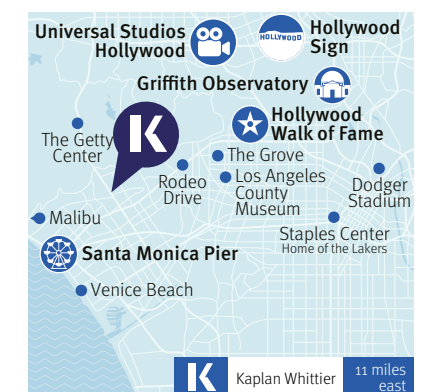 Universal Studios
Hollywood
HOLLYWOOD
Hollywood
Sign
Griffith Observatory
Hollywood
Walk of Fame
The Getty
Center
K
The Grove
Rodeo
Drive
Los Angeles
County
Museum
Dodger
Stadium
Malibu
Staples Center
Home of the Lakers
Santa Monica Pier
Venice Beach
K Kaplan Whittier
11 miles
east